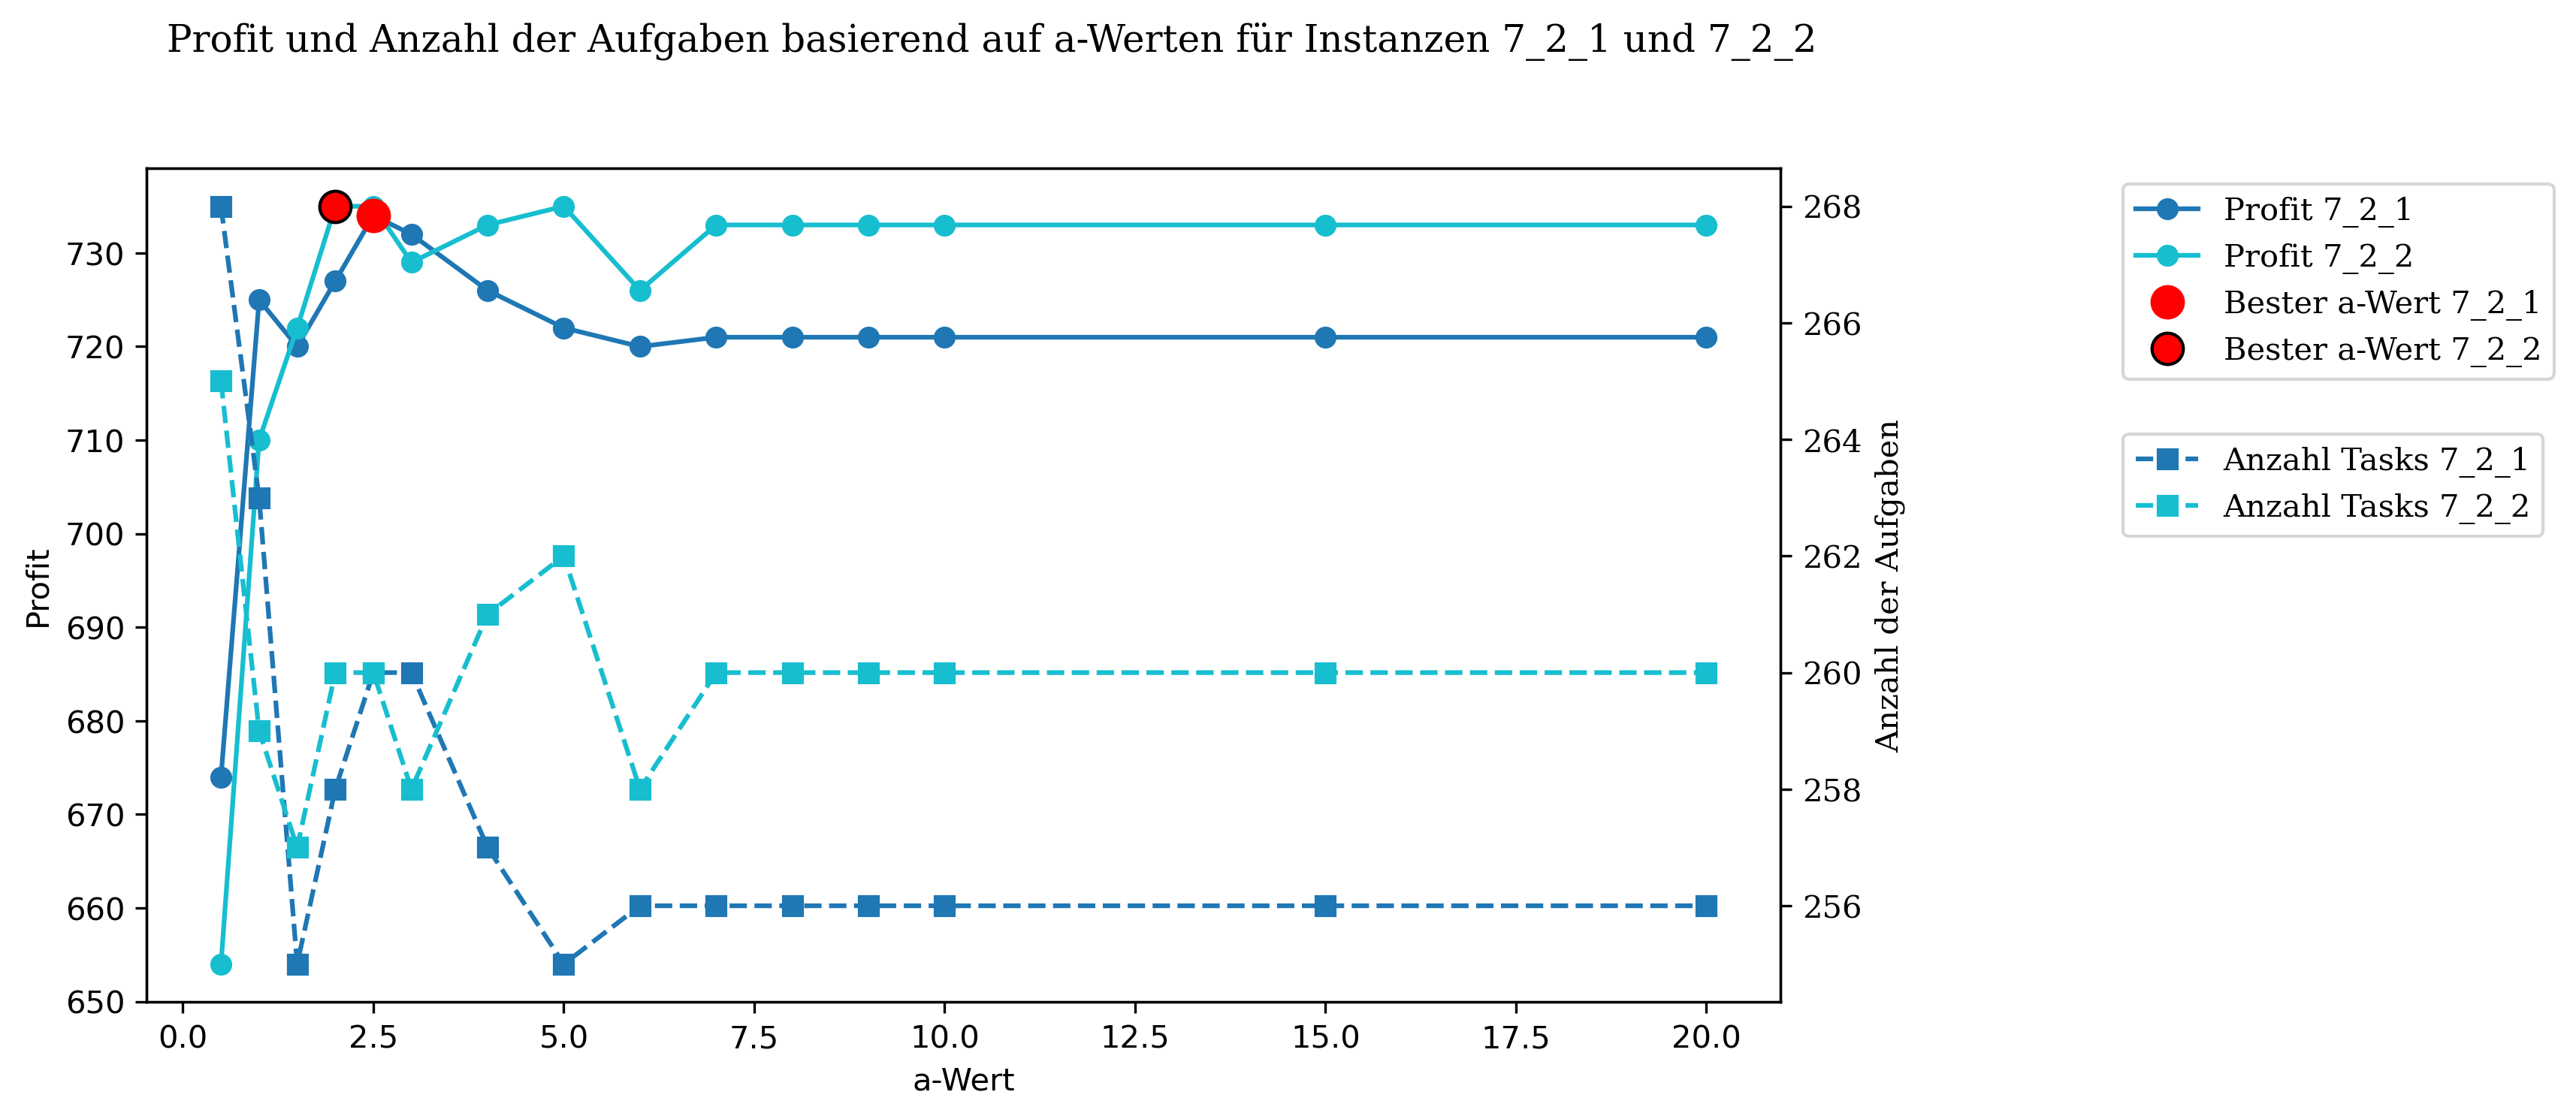 Profit und Anzahl der Aufgaben basierend auf a-Werten für Instanzen 7_2_1 und 7_2_2
Profit
730
720
710
700
690
680
670
660
650
0.0 2.5 5.0 7.5 10.0 12.5 15.0 17.5 20.0
a-Wert
268
266
264
262
260
258
256
Anzahl der Aufgaben
Profit 7_2_1
Profit 7_2_2
Bester a-Wert 7_2_1
Bester a-Wert 7_2_2
Anzahl Tasks 7_2_1
Anzahl Tasks 7_2_2